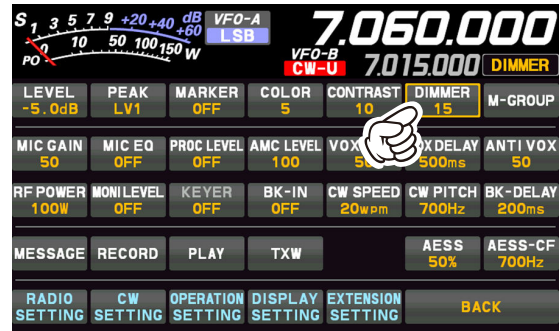 S 1 3 5 7 9 +20 +40 +60 dB
PO 0 10 50 100 150 W
VFO-A
LSB
7.060.000
VFO-B
CW-U
7.015.000
DIMMER
LEVEL PEAK MARKER COLOR CONTRAST DIMMER M-GROUP
-5.0dB LV1 OFF 5 10 15
MIC GAIN MIC EQ PROC LEVEL AMC LEVEL VOX DELAY ANTI VOX
50 OFF OFF 100 500ms 50
RF POWER MONI LEVEL KEYER BK-IN CW SPEED CW PITCH BK-DELAY
100W OFF OFF OFF 20wpm 700Hz 200ms
MESSAGE RECORD PLAY TXW AESS AESS-CF
50% 700Hz
RADIO CW OPERATION DISPLAY EXTENSION BACK
SETTING SETTING SETTING SETTING SETTING